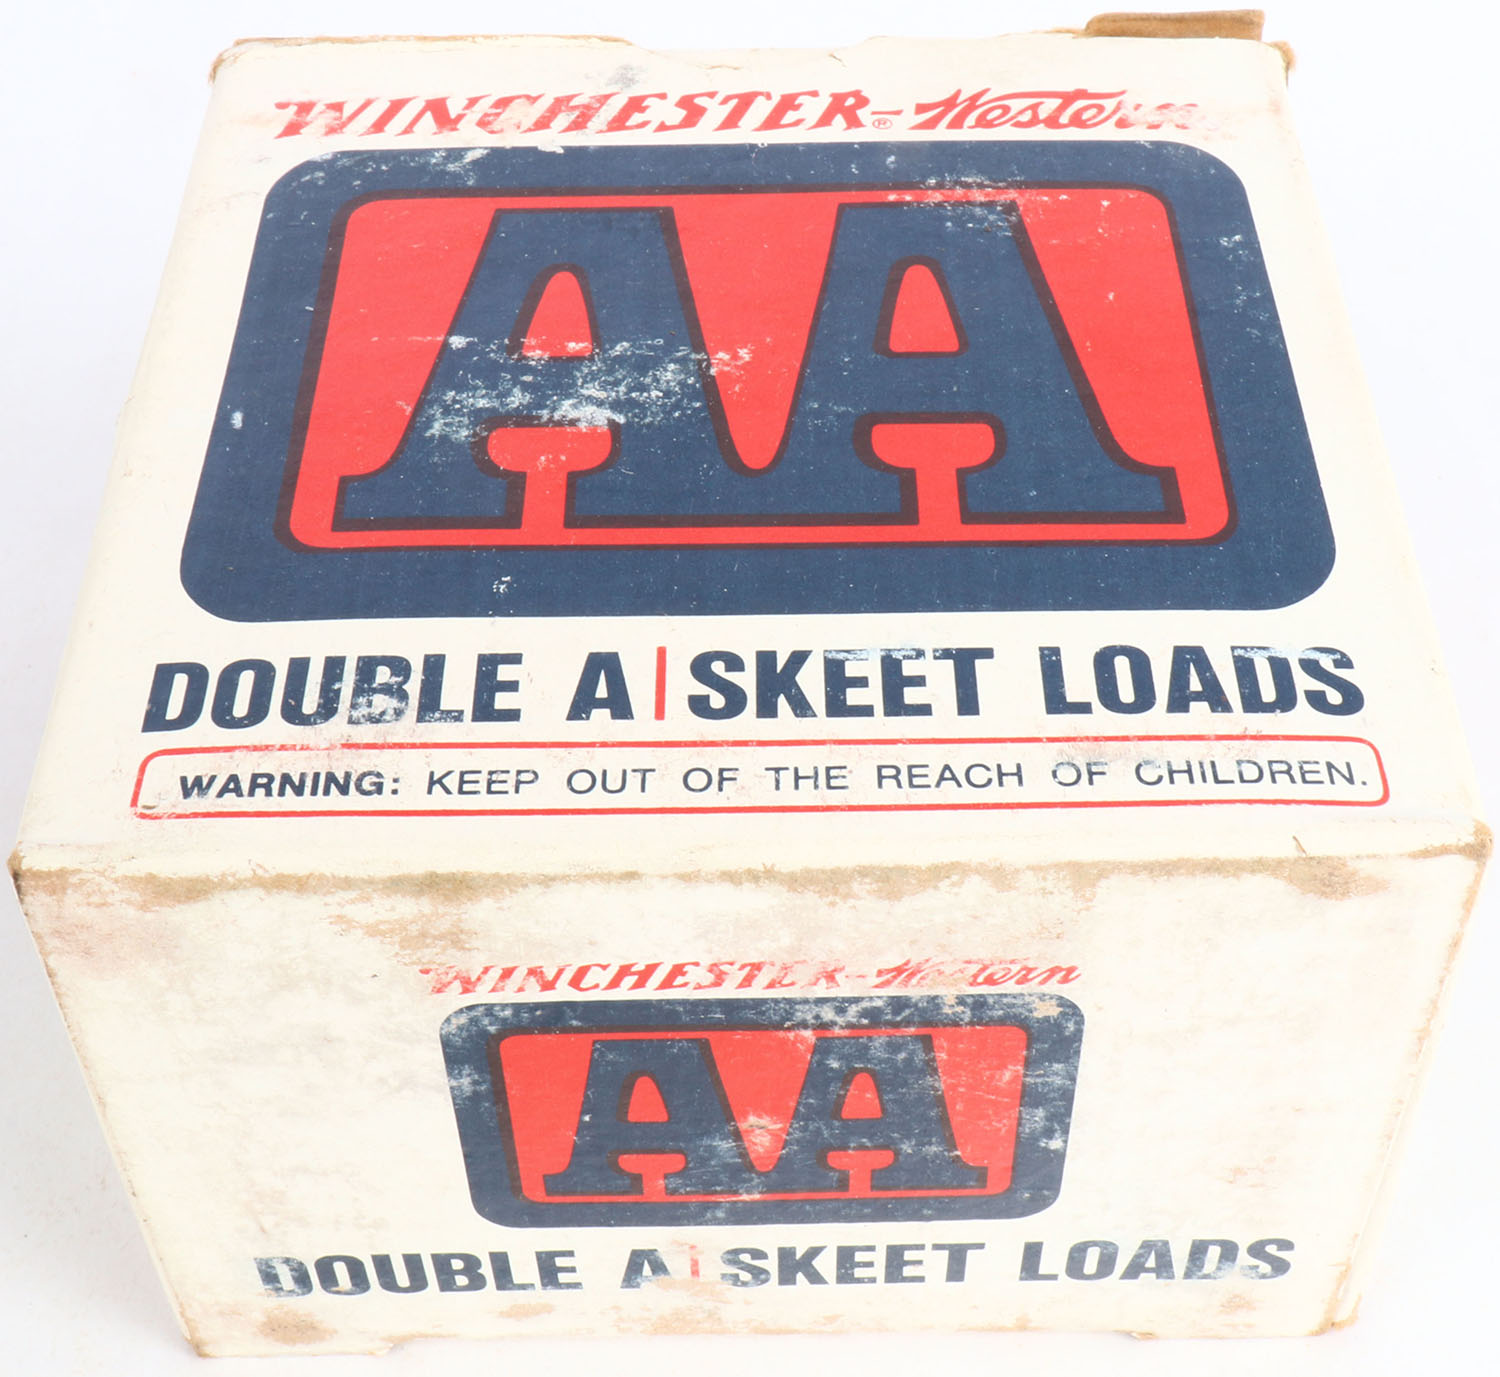 WINCHESTER®-Western
AA
DOUBLE A|SKEET LOADS
WARNING: KEEP OUT OF THE REACH OF CHILDREN.
WINCHESTER-Western
AA
DOUBLE A|SKEET LOADS